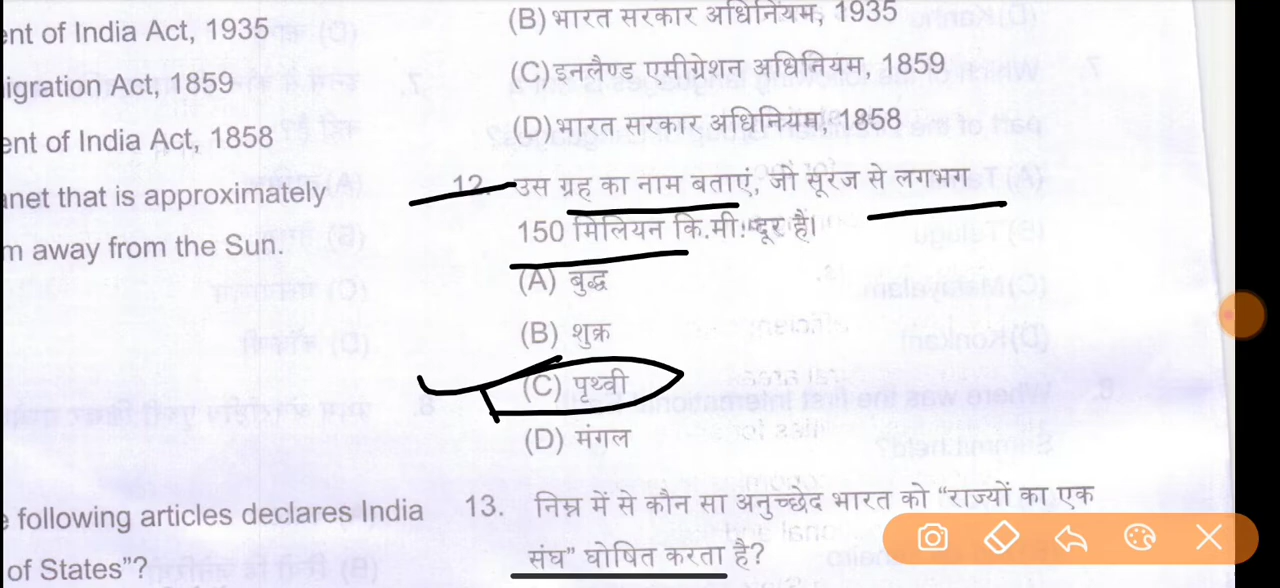 ent of India Act, 1935
igration Act, 1859
ent of India Act, 1858
anet that is approximately
m away from the Sun.
following articles declares India
of States"?
(B) भारत सरकार अधिनियम, 1935
(C) इनलैण्ड एमीग्रेशन अधिनियम, 1859
(D) भारत सरकार अधिनियम, 1858
12. उस ग्रह का नाम बताएं, जो सूरज से लगभग
150 मिलियन कि.मी. दूर है।
(A) बुद्ध
(B) शुक्र
(C) पृथ्वी
(D) मंगल
13. निम्न में से कौन सा अनुच्छेद भारत को "राज्यों का एक
संघ" घोषित करता है?